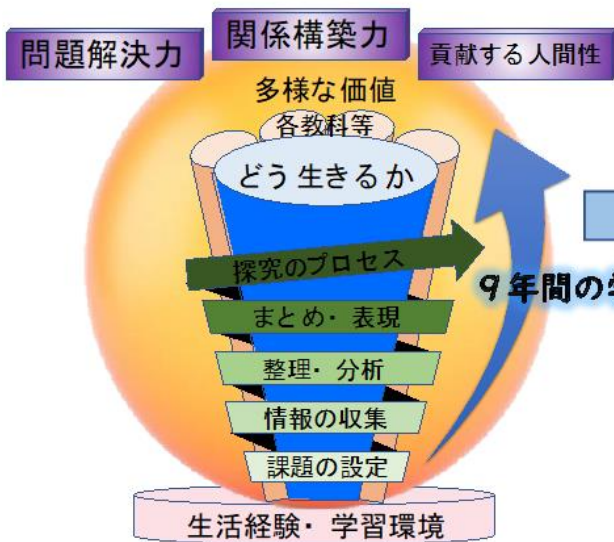 問題解決力
関係構築力
貢献する人間性
多様な価値
各教科等
どう生きるか
探究のプロセス
まとめ・表現
整理・分析
情報の収集
課題の設定
9年間の
生活経験・学習環境